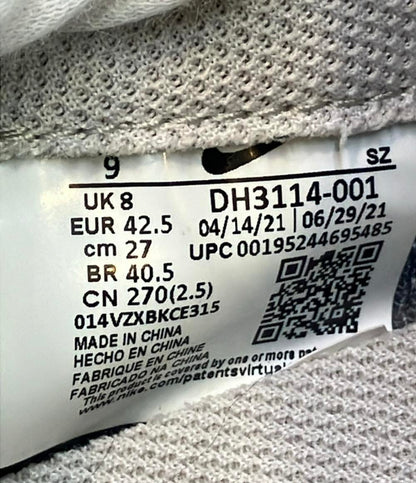 9 SZ
UK 8 DH3114-001
EUR 42.5 04/14/21 | 06/29/21
cm 27 UPC 00195244695485
BR 40.5
CN 270(2.5)
014VZXBKCE315
MADE IN CHINA
HECHO EN CHINA
FABRIQUE EN CHINE
FABRICADO NA CHINA
This product is covered by one or more
www.nike.com/patentsvirtual